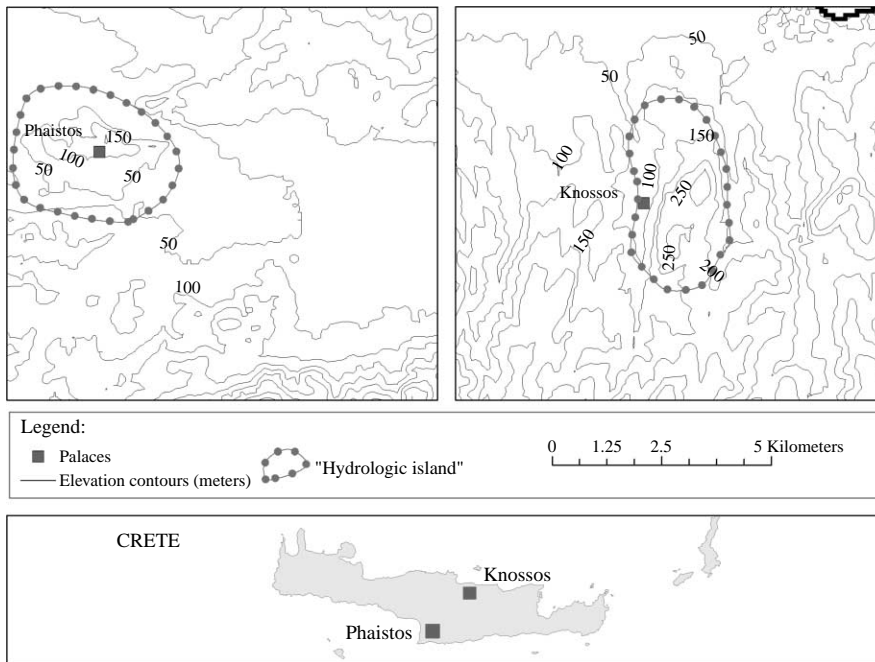 Phaistos
150
100
50
50
50
100
50
50
150
100
100
250
Knossos
150
250
200
Legend:
Palaces
Elevation contours (meters)
"Hydrologic island"
0 1.25 2.5 5 Kilometers
CRETE
Knossos
Phaistos